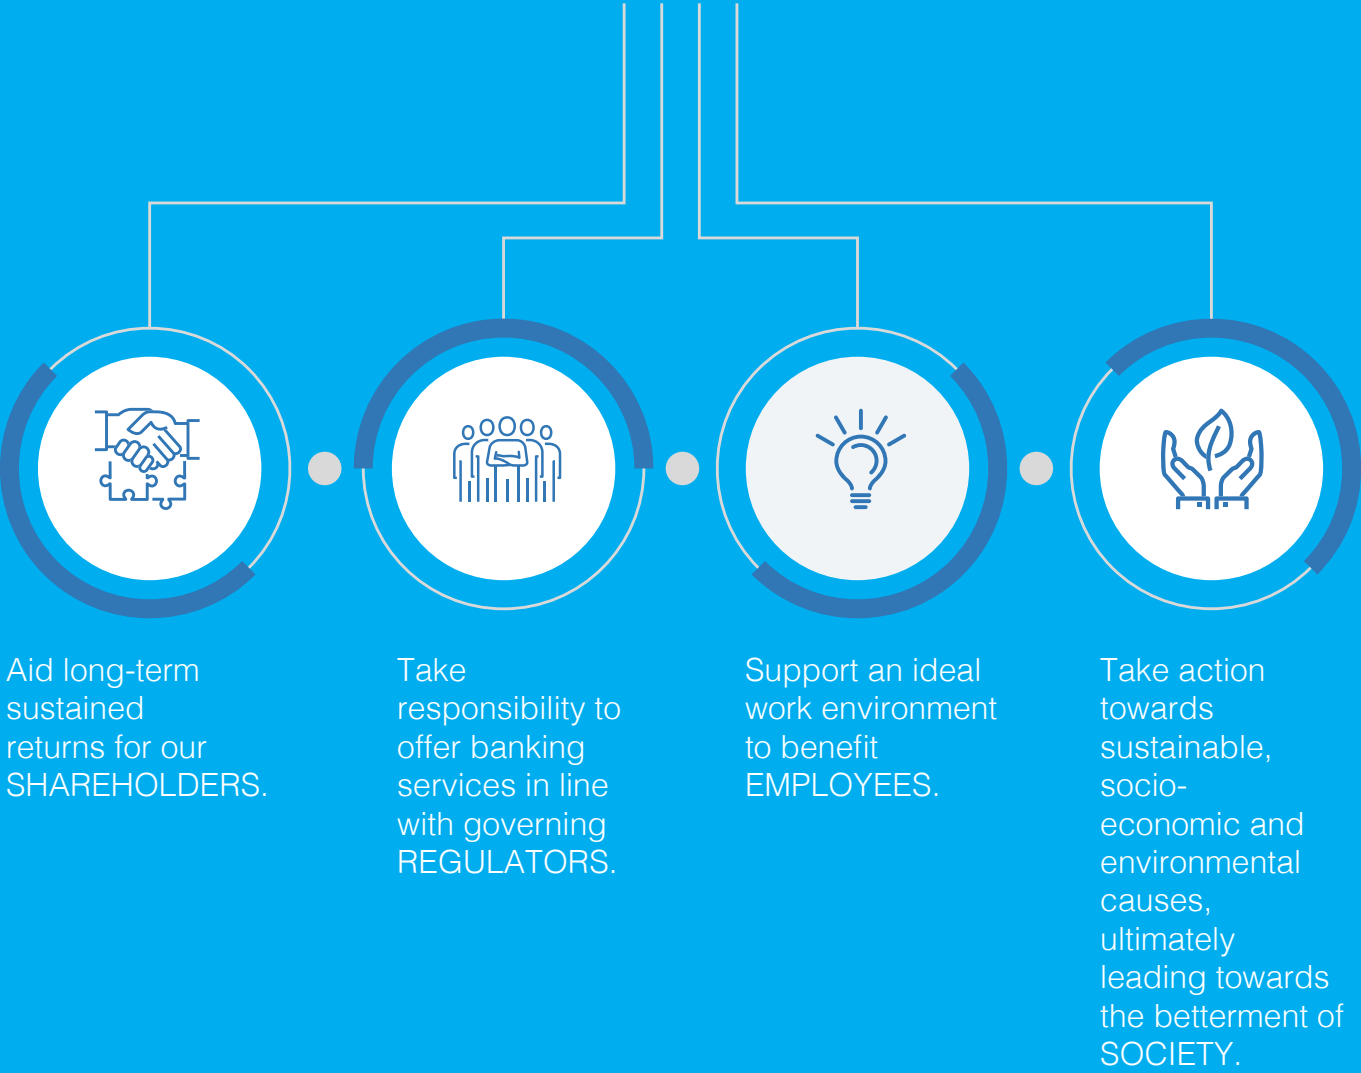 Aid long-term
sustained
returns for our
SHAREHOLDERS.
Take
responsibility to
offer banking
services in line
with governing
REGULATORS.
Support an ideal
work environment
to benefit
EMPLOYEES.
Take action
towards
sustainable,
socio-
economic and
environmental
causes,
ultimately
leading towards
the betterment of
SOCIETY.